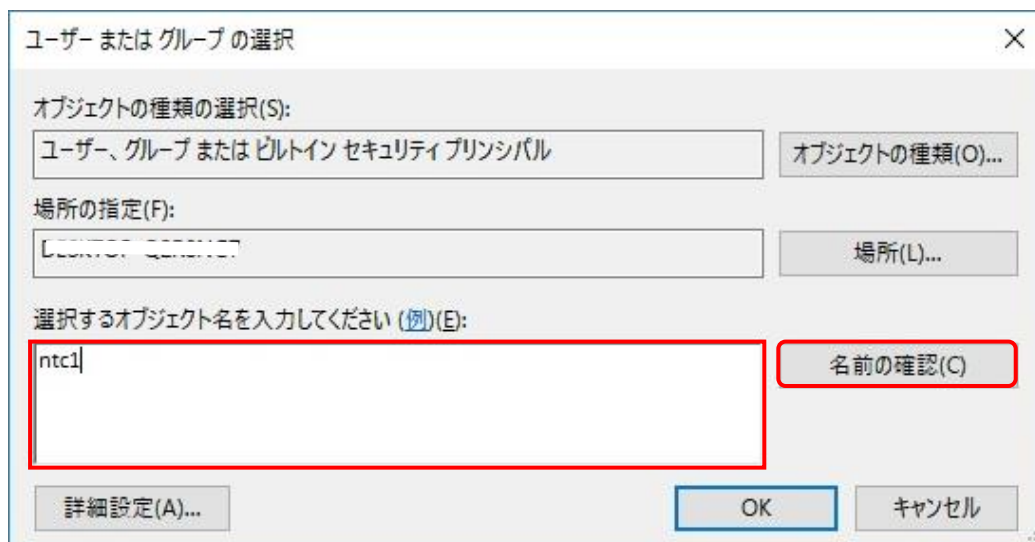 ユーザー または グループ の選択
オブジェクトの種類の選択(S):
ユーザー、グループ または ビルトイン セキュリティ プリンシパル
オブジェクトの種類(O)...
場所の指定(F):
場所(L)...
選択するオブジェクト名を入力してください (例)(E):
ntc1
名前の確認(C)
詳細設定(A)...
OK
キャンセル